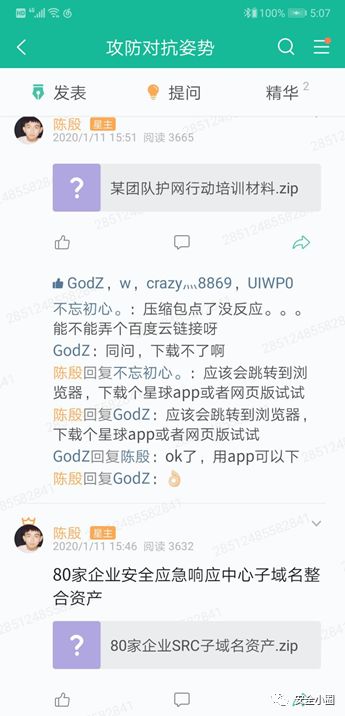 HD 4G 100% 5:07
攻防对抗姿势
发表 提问 精华 2
陈殷 星主
2020/1/11 15:51 阅读 3665
? 某团队护网行动培训材料.zip
GodZ，w，crazy灬8869，UIWP0
不忘初心。：压缩包点了没反应。。。
能不能弄个百度云链接呀
GodZ：同问，下载不了啊
陈殷回复不忘初心。：应该会跳转到浏
览器，下载个星球app或者网页版试试
陈殷回复GodZ：应该会跳转到浏览器，
下载个星球app或者网页版试试
GodZ回复陈殷：ok了，用app可以下
陈殷回复GodZ：👌
陈殷 星主
2020/1/11 15:46 阅读 3632
80家企业安全应急响应中心子域名整
合资产
? 80家企业SRC子域名资产.zip
安全小圈
28512485582841